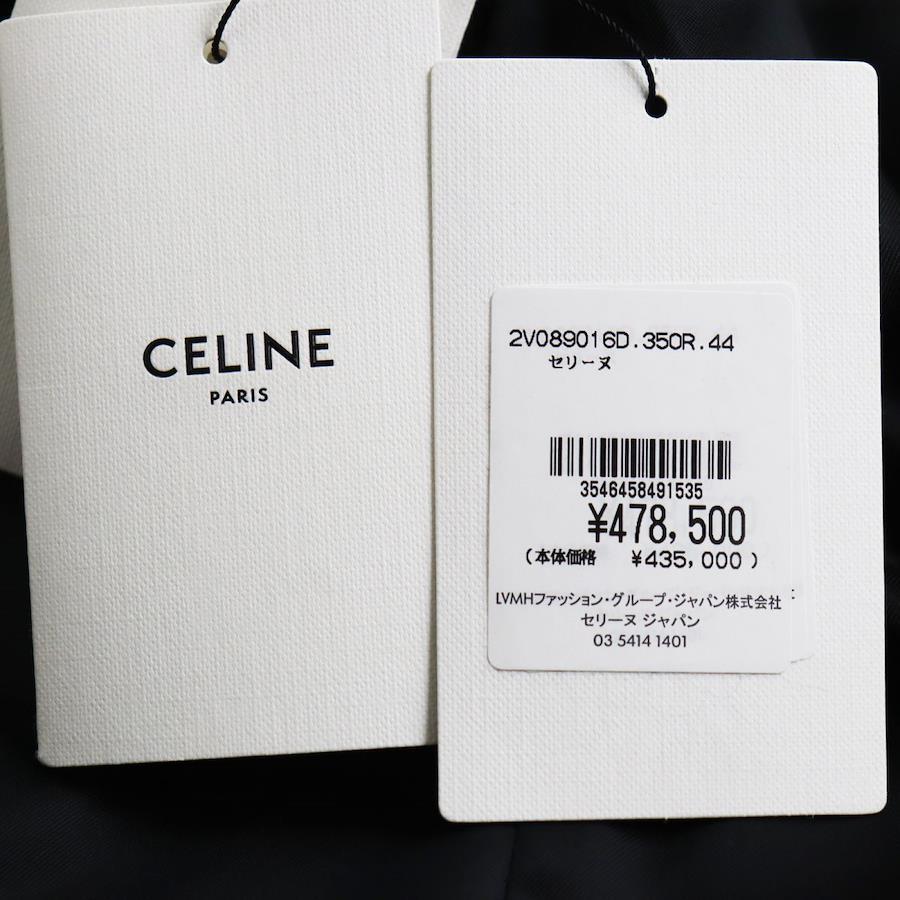 CELINE
PARIS
2V089016D.350R.44
セリーヌ
3546458491535
¥478,500
(本体価格 ¥435,000)
LVMHファッション・グループ・ジャパン株式会社
セリーヌ ジャパン
03 5414 1401